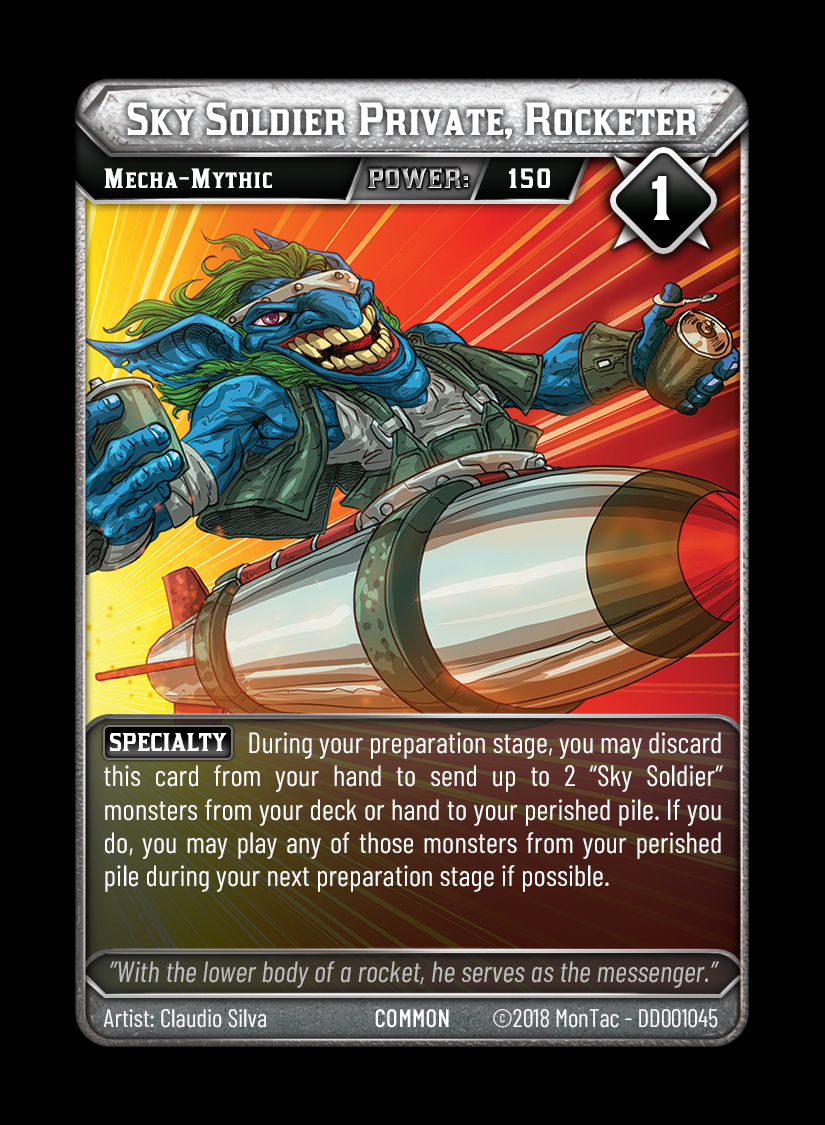 Sky Soldier Private, Rocketer
Mecha-Mythic POWER: 150
1
SPECIALTY During your preparation stage, you may discard
this card from your hand to send up to 2 "Sky Soldier"
monsters from your deck or hand to your perished pile. If you
do, you may play any of those monsters from your perished
pile during your next preparation stage if possible.
"With the lower body of a rocket, he serves as the messenger."
Artist: Claudio Silva COMMON ©2018 MonTac - DD001045